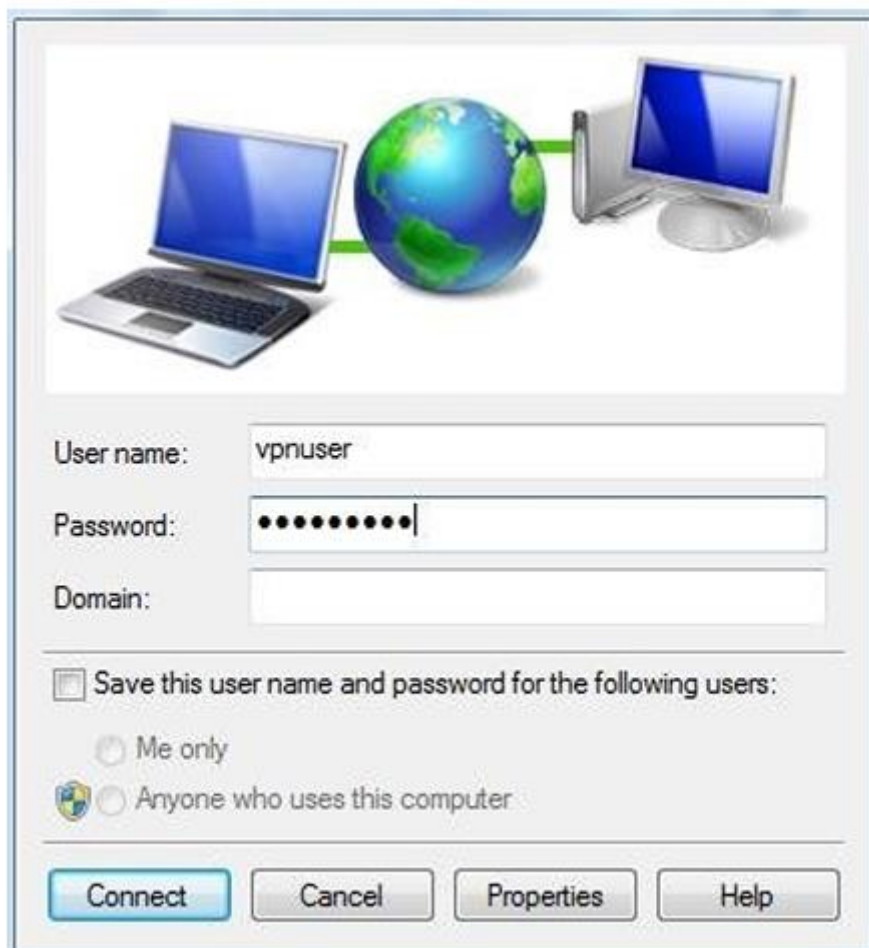 User name: vpnuser
Password: •••••••••
Domain:
Save this user name and password for the following users:
Me only
Anyone who uses this computer
Connect Cancel Properties Help